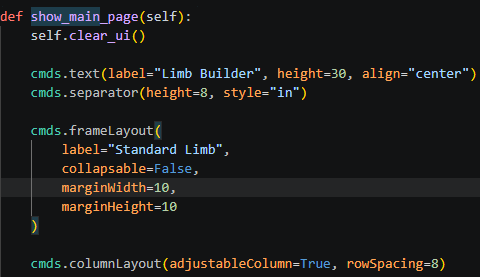 def show_main_page(self):
    self.clear_ui()

    cmds.text(label="Limb Builder", height=30, align="center")
    cmds.separator(height=8, style="in")

    cmds.frameLayout(
        label="Standard Limb",
        collapsable=False,
        marginWidth=10,
        marginHeight=10
    )

    cmds.columnLayout(adjustableColumn=True, rowSpacing=8)